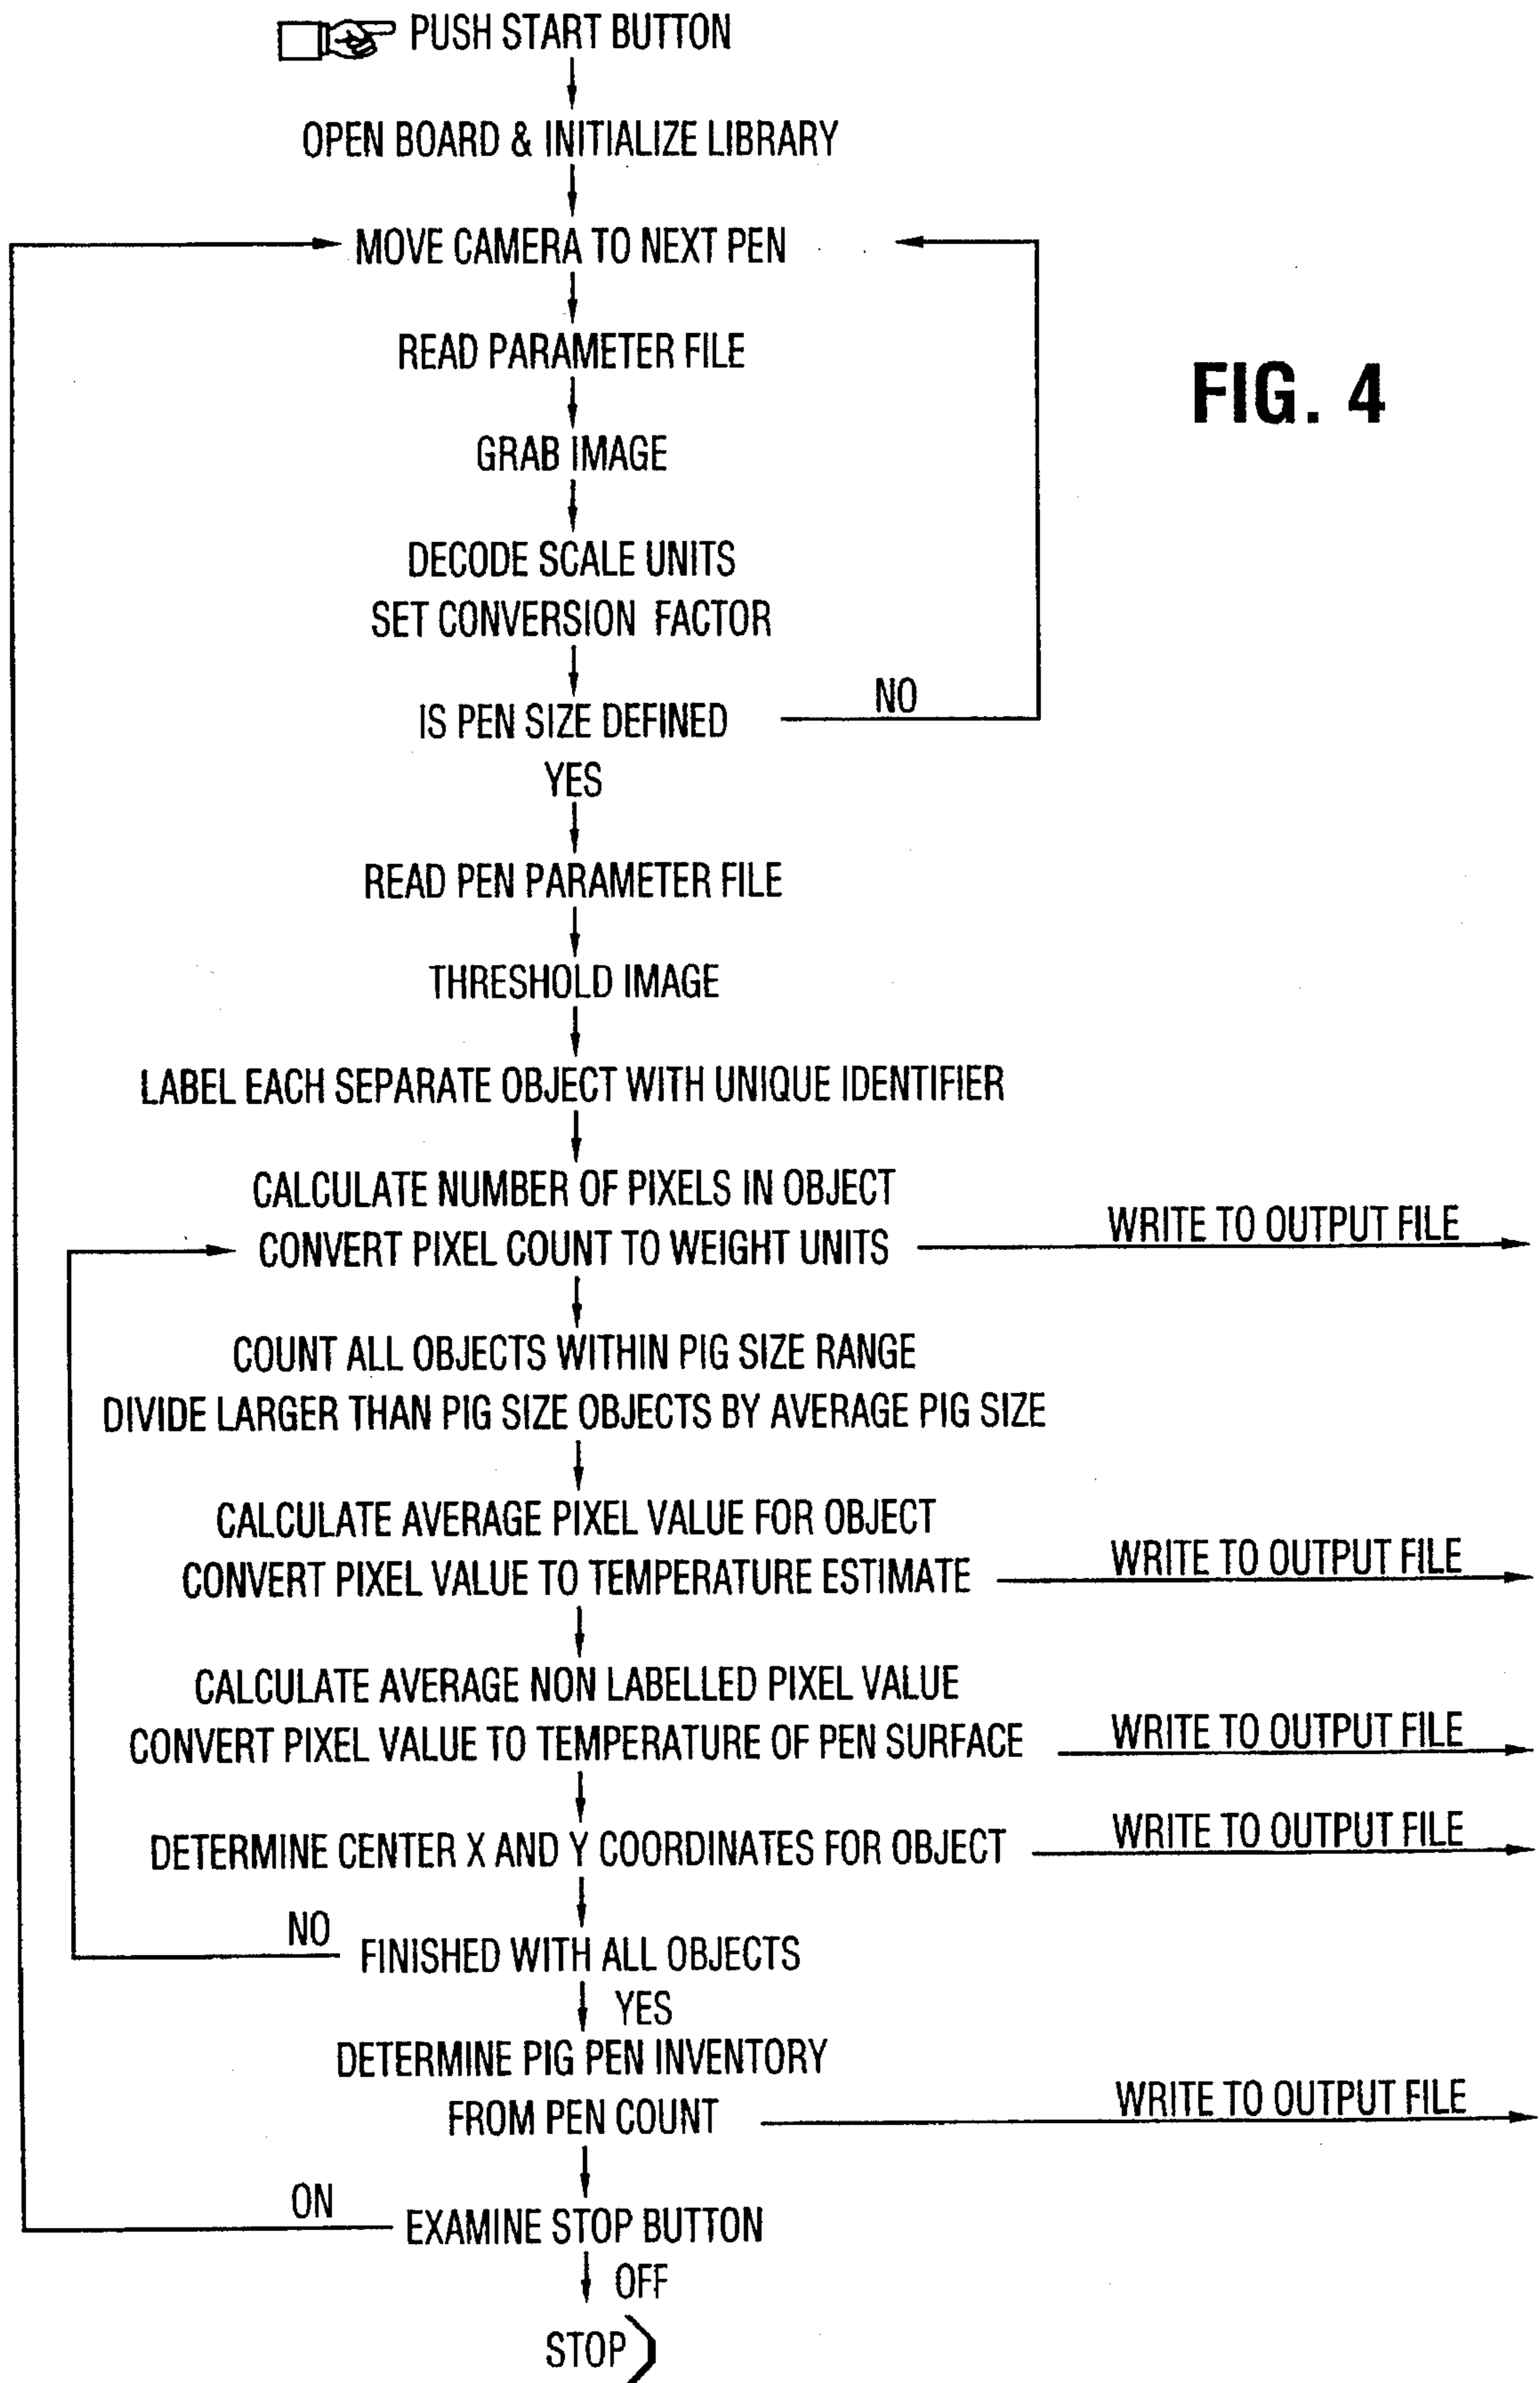 PUSH START BUTTON
OPEN BOARD & INITIALIZE LIBRARY
MOVE CAMERA TO NEXT PEN
READ PARAMETER FILE
FIG. 4
GRAB IMAGE
DECODE SCALE UNITS
SET CONVERSION FACTOR
IS PEN SIZE DEFINED
NO
YES
READ PEN PARAMETER FILE
THRESHOLD IMAGE
LABEL EACH SEPARATE OBJECT WITH UNIQUE IDENTIFIER
CALCULATE NUMBER OF PIXELS IN OBJECT
CONVERT PIXEL COUNT TO WEIGHT UNITS
WRITE TO OUTPUT FILE
COUNT ALL OBJECTS WITHIN PIG SIZE RANGE
DIVIDE LARGER THAN PIG SIZE OBJECTS BY AVERAGE PIG SIZE
CALCULATE AVERAGE PIXEL VALUE FOR OBJECT
CONVERT PIXEL VALUE TO TEMPERATURE ESTIMATE
WRITE TO OUTPUT FILE
CALCULATE AVERAGE NON LABELLED PIXEL VALUE
CONVERT PIXEL VALUE TO TEMPERATURE OF PEN SURFACE
WRITE TO OUTPUT FILE
DETERMINE CENTER X AND Y COORDINATES FOR OBJECT
WRITE TO OUTPUT FILE
NO
FINISHED WITH ALL OBJECTS
YES
DETERMINE PIG PEN INVENTORY
FROM PEN COUNT
WRITE TO OUTPUT FILE
ON
EXAMINE STOP BUTTON
OFF
STOP